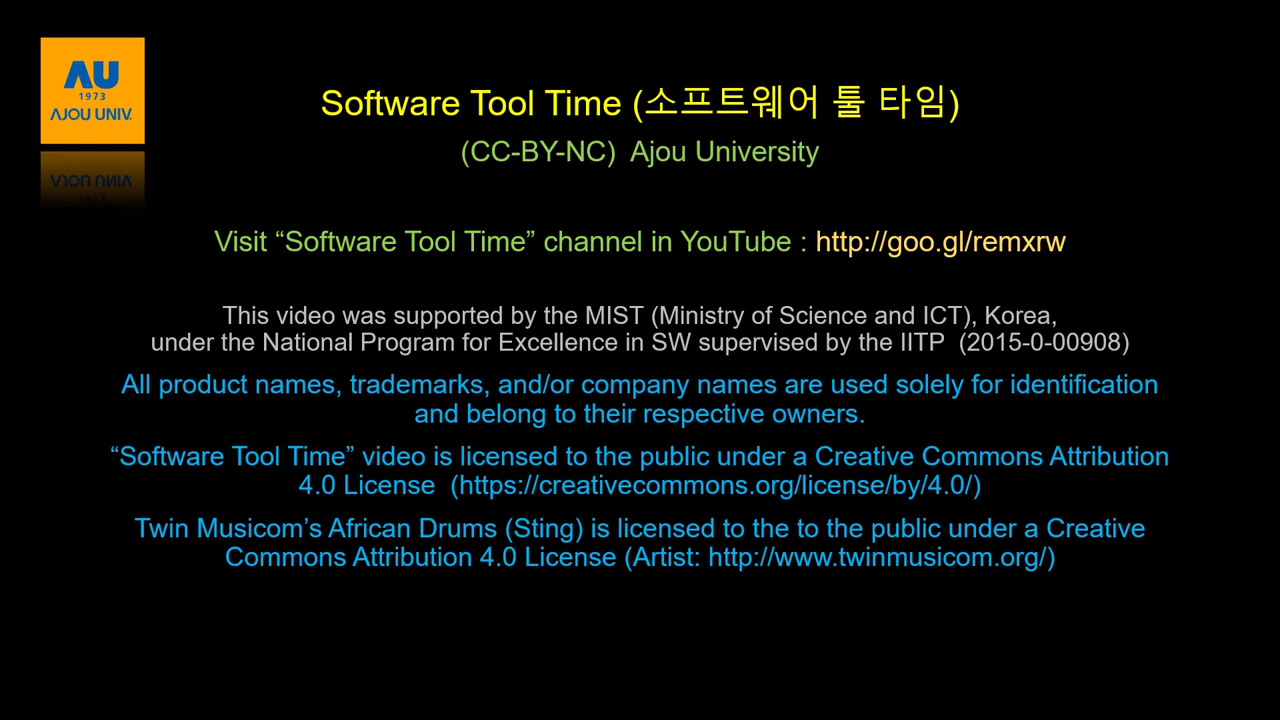 AU
1973
AJOU UNIV.
Software Tool Time (소프트웨어 툴 타임)
(CC-BY-NC) Ajou University
Visit “Software Tool Time” channel in YouTube : http://goo.gl/remxrw
This video was supported by the MIST (Ministry of Science and ICT), Korea,
under the National Program for Excellence in SW supervised by the IITP (2015-0-00908)
All product names, trademarks, and/or company names are used solely for identification
and belong to their respective owners.
“Software Tool Time” video is licensed to the public under a Creative Commons Attribution
4.0 License (https://creativecommons.org/license/by/4.0/)
Twin Musicom’s African Drums (Sting) is licensed to the to the public under a Creative
Commons Attribution 4.0 License (Artist: http://www.twinmusicom.org/)